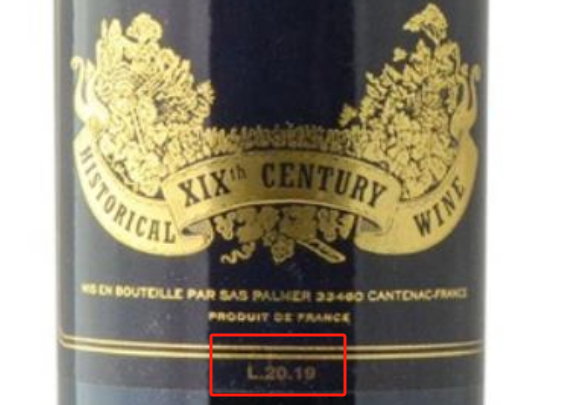 HISTORICAL XIXth CENTURY WINE
MIS EN BOUTEILLE PAR SAS PALMER 33460 CANTENAC-FRANCE
PRODUIT DE FRANCE
L.20.19